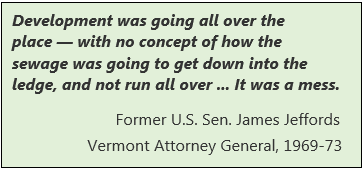 Development was going all over the
place — with no concept of how the
sewage was going to get down into the
ledge, and not run all over ... It was a mess.
Former U.S. Sen. James Jeffords
Vermont Attorney General, 1969-73